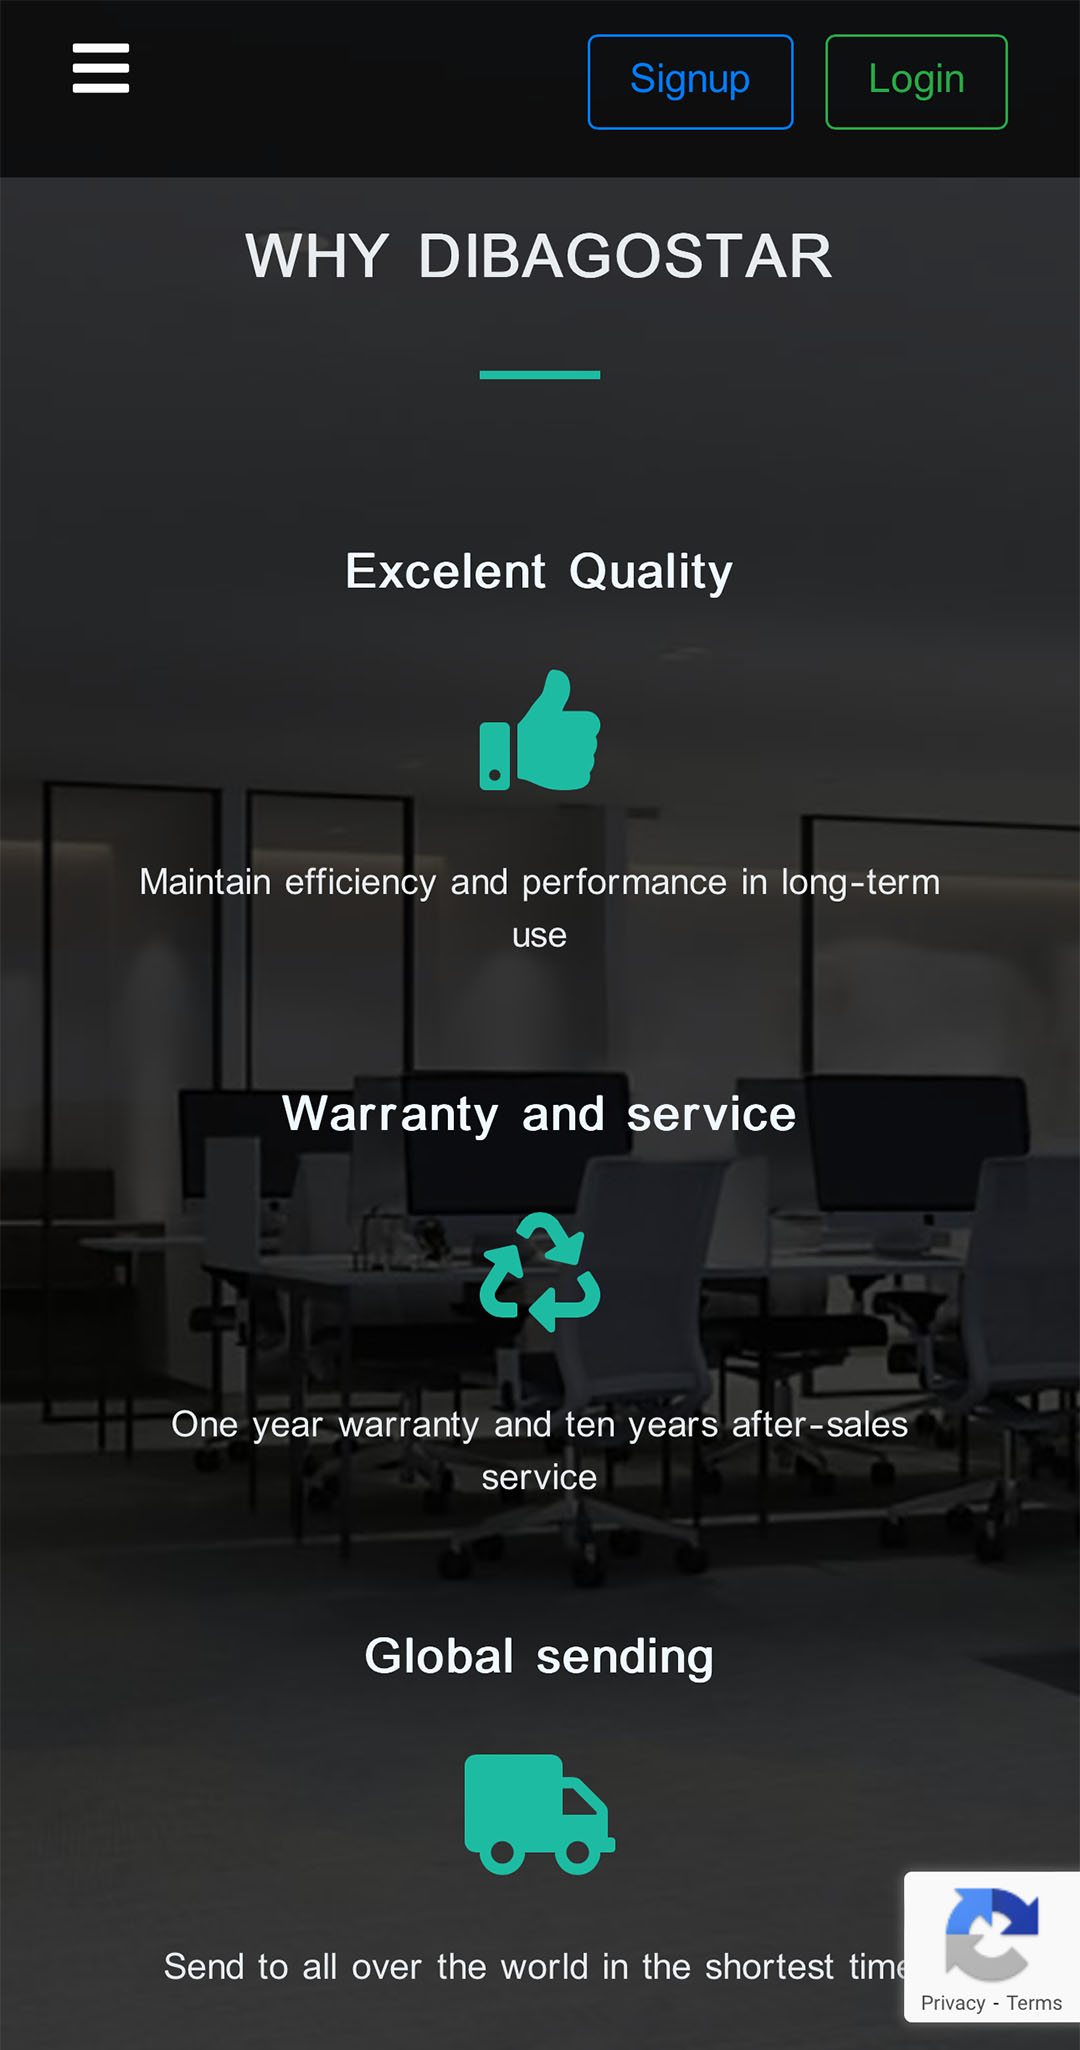 Signup Login
WHY DIBAGOSTAR
Excelent Quality
Maintain efficiency and performance in long-term
use
Warranty and service
One year warranty and ten years after-sales
service
Global sending
Send to all over the world in the shortest time
Privacy - Terms